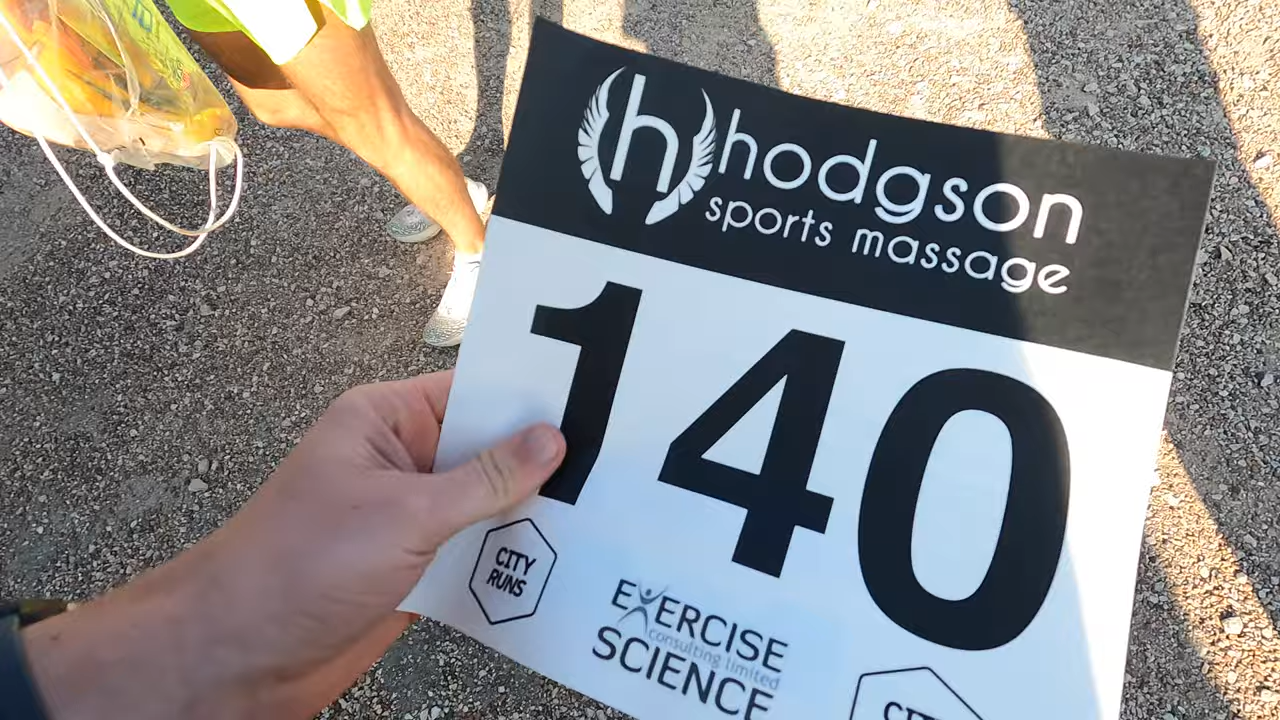 h hodgson
sports massage
140
CITY
RUNS
EXERCISE
consulting limited
SCIENCE